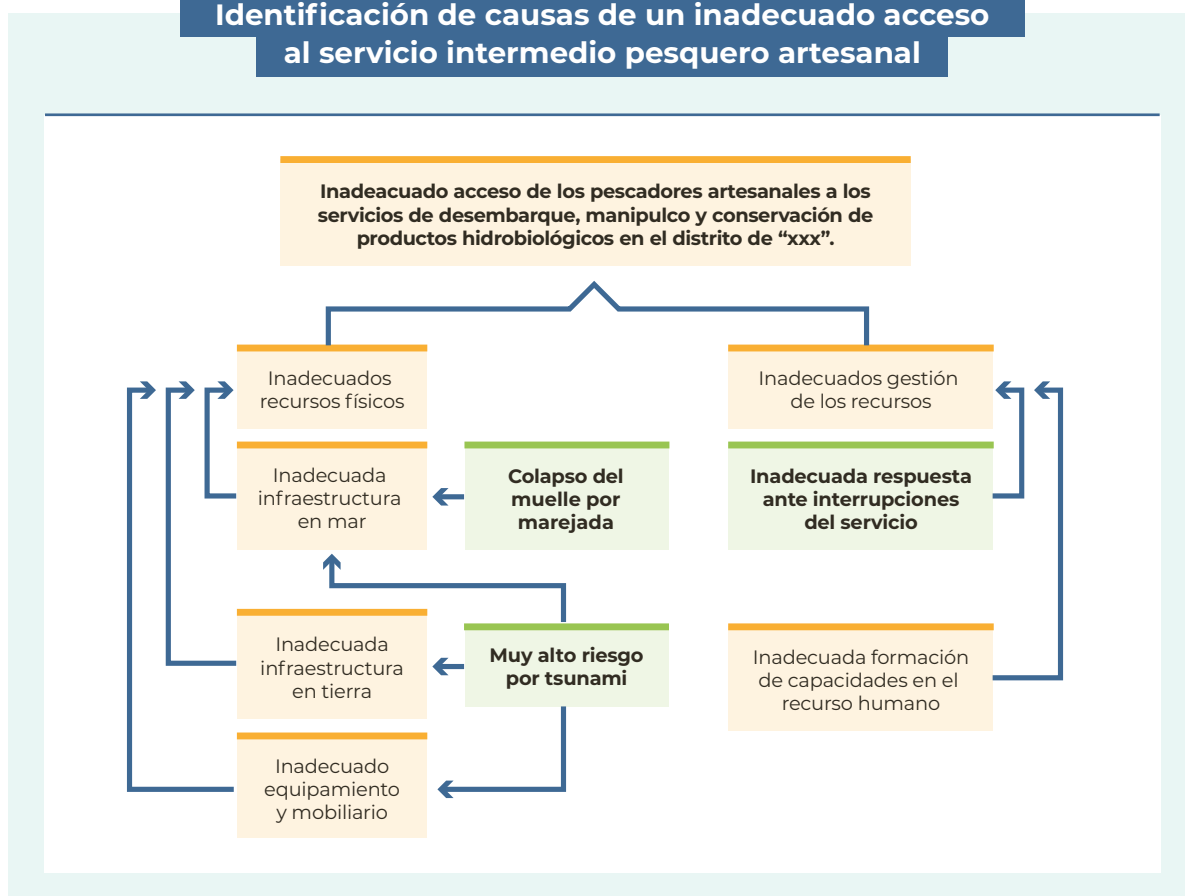 Identificación de causas de un inadecuado acceso
al servicio intermedio pesquero artesanal
Inadeacuado acceso de los pescadores artesanales a los
servicios de desembarque, manipulco y conservación de
productos hidrobiológicos en el distrito de “xxx”.
Inadecuados
recursos físicos
Inadecuados gestión
de los recursos
Inadecuada
infraestructura
en mar
Colapso del
muelle por
marejada
Inadecuada respuesta
ante interrupciones
del servicio
Inadecuada
infraestructura
en tierra
Muy alto riesgo
por tsunami
Inadecuada formación
de capacidades en el
recurso humano
Inadecuado
equipamiento
y mobiliario